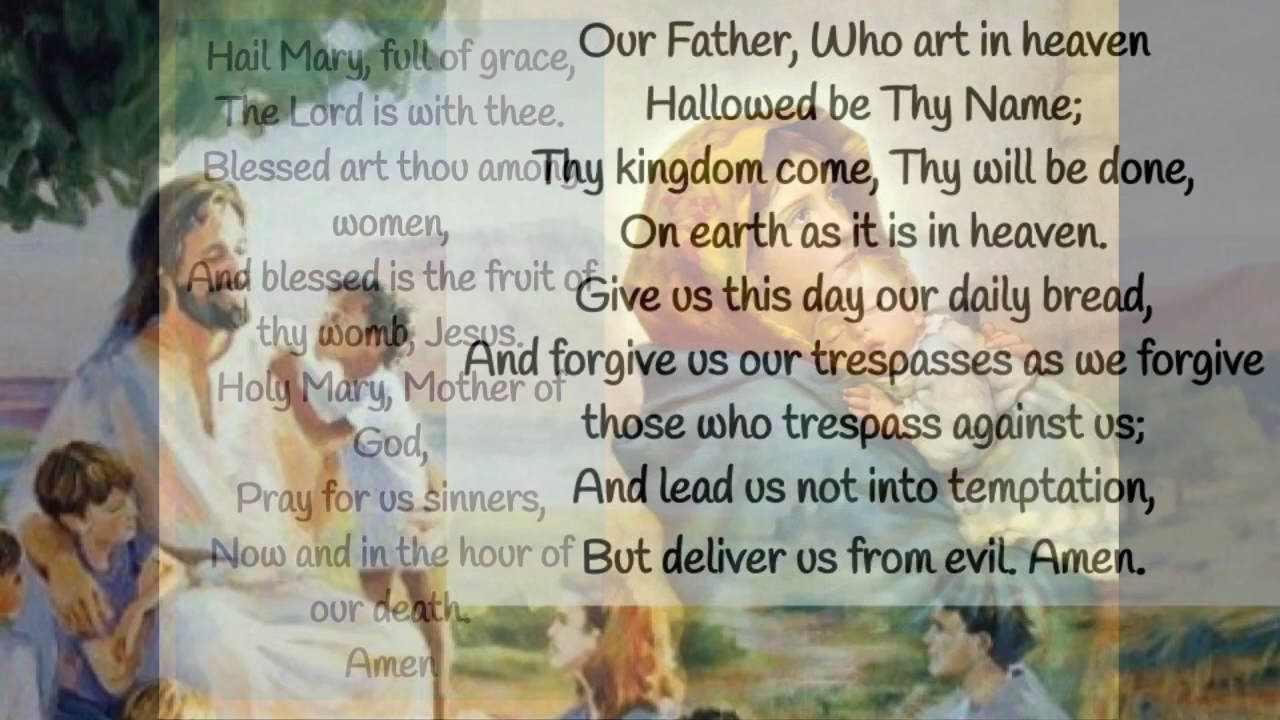 Hail Mary, full of grace,
The Lord is with thee.
Blessed art thou among
women,
And blessed is the fruit of
thy womb, Jesus.
Holy Mary, Mother of
God,
Pray for us sinners,
Now and in the hour of
our death.
Amen
Our Father, Who art in heaven
Hallowed be Thy Name;
Thy kingdom come, Thy will be done,
On earth as it is in heaven.
Give us this day our daily bread,
And forgive us our trespasses as we forgive
those who trespass against us;
And lead us not into temptation,
But deliver us from evil. Amen.